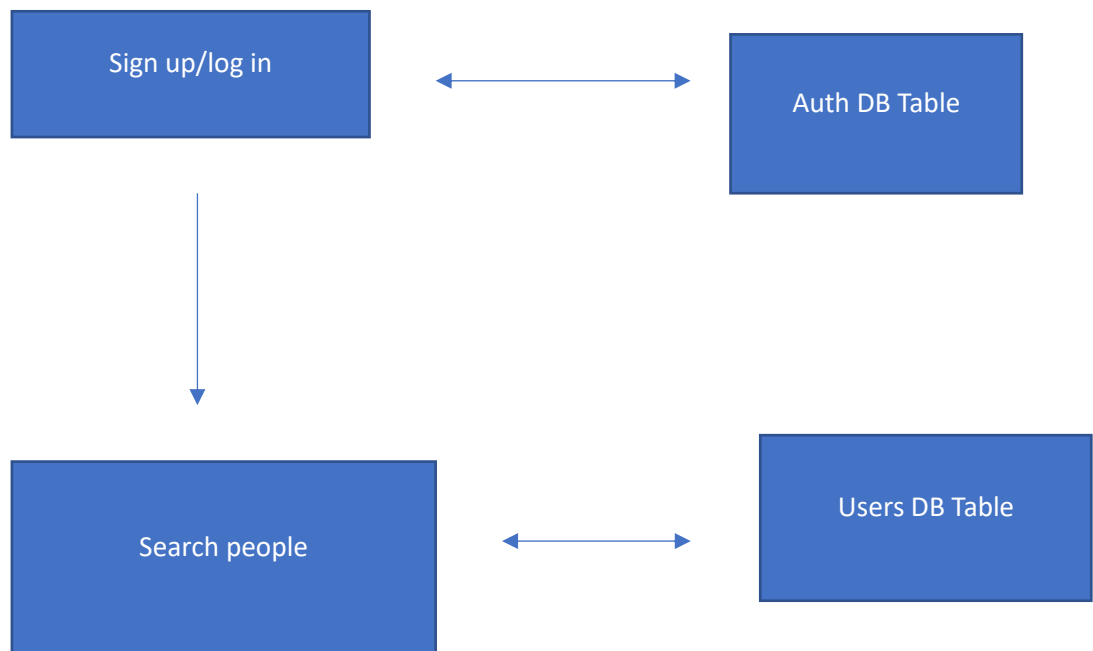 Sign up/log in
Auth DB Table
Users DB Table
Search people